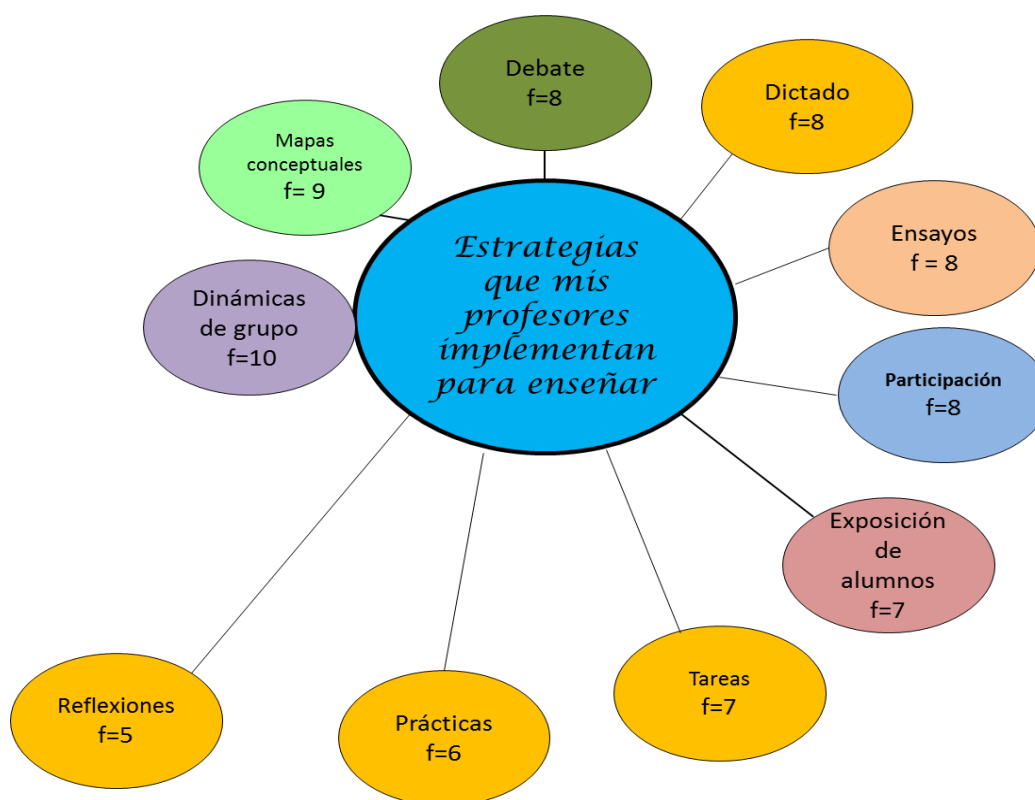 Debate
f=8
Dictado
f=8
Mapas
conceptuales
f= 9
Ensayos
f = 8
Estrategias
que mis
profesores
implementan
para enseñar
Dinámicas
de grupo
f=10
Participación
f=8
Exposición
de
alumnos
f=7
Tareas
f=7
Reflexiones
f=5
Prácticas
f=6